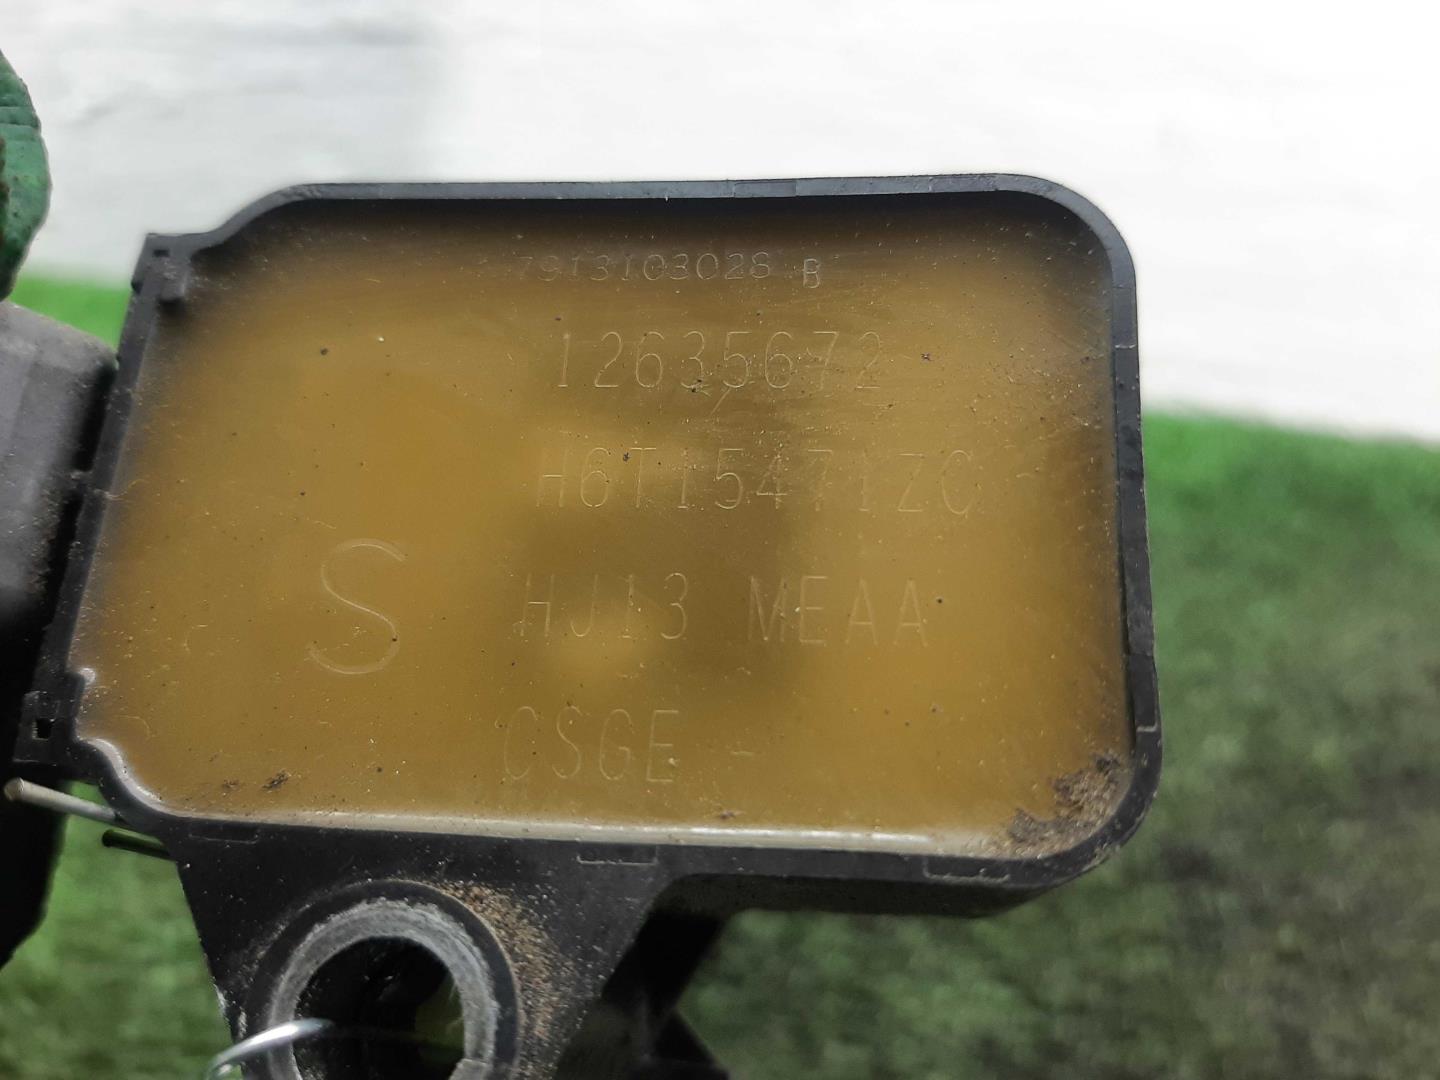 7913103028 B
12635672
H6T15471ZC
S HJ13 MEAA
CSGE -